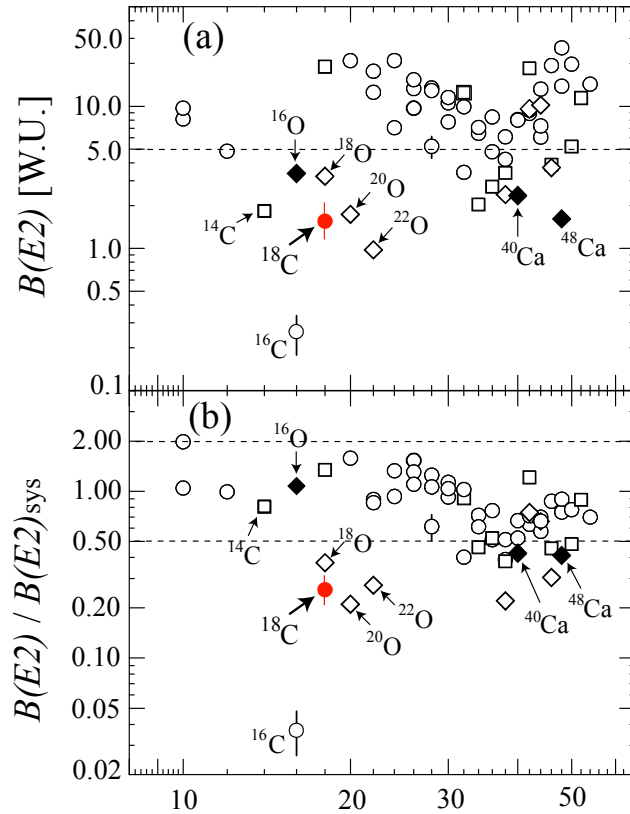 (a)
B(E2) [W.U.]
50.0
10.0
5.0
1.0
0.5
0.1
¹⁶O
¹⁸O
²⁰O
²²O
¹⁴C
¹⁸C
¹⁶C
⁴⁰Ca
⁴⁸Ca
(b)
B(E2) / B(E2)sys
2.00
1.00
0.50
0.20
0.10
0.05
0.02
¹⁶O
¹⁴C
¹⁸O
¹⁸C
²²O
²⁰O
¹⁶C
⁴⁰Ca
⁴⁸Ca
10 20 30 40 50